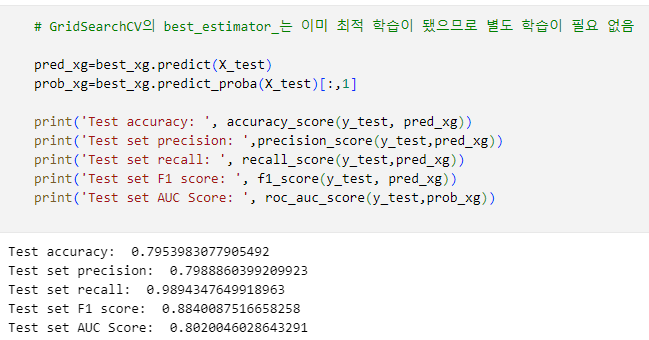 # GridSearchCV의 best_estimator_는 이미 최적 학습이 됐으므로 별도 학습이 필요 없음
pred_xg=best_xg.predict(X_test)
prob_xg=best_xg.predict_proba(X_test)[:,1]
print('Test accuracy: ', accuracy_score(y_test, pred_xg))
print('Test set precision: ',precision_score(y_test,pred_xg))
print('Test set recall: ', recall_score(y_test,pred_xg))
print('Test set F1 score: ', f1_score(y_test, pred_xg))
print('Test set AUC Score: ', roc_auc_score(y_test,prob_xg))
Test accuracy:  0.7953983077905492
Test set precision:  0.7988860399209923
Test set recall:  0.9894347649918963
Test set F1 score:  0.8840087516658258
Test set AUC Score:  0.8020046028643291